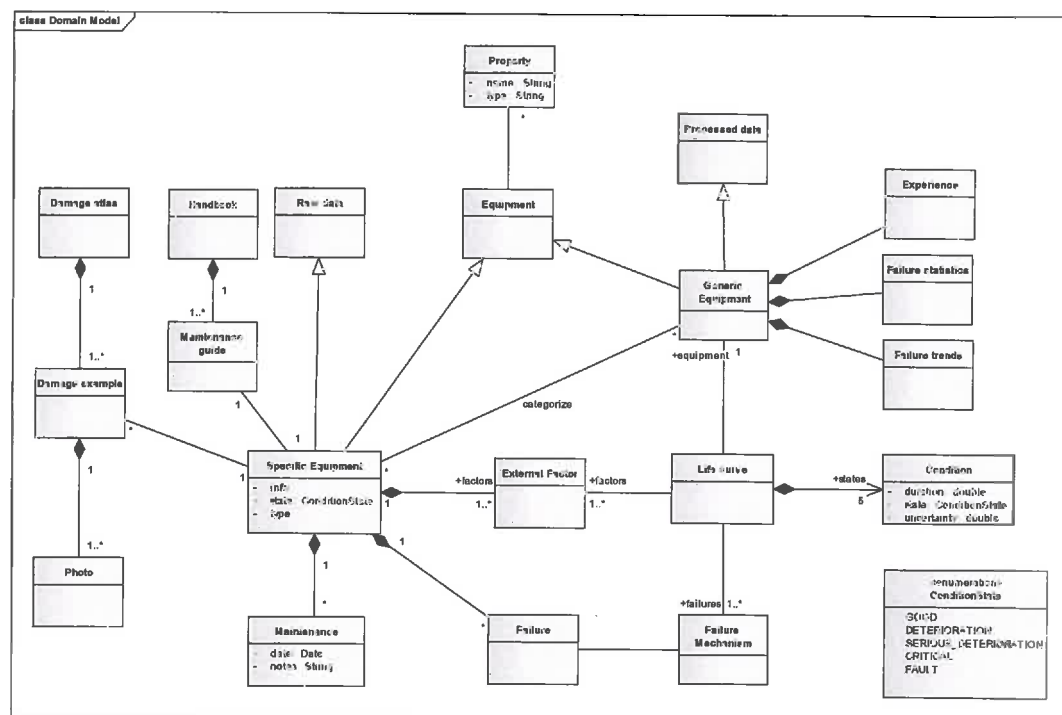 class Domain Model
Property
- name String
- type String
Processed data
Damage atlas
Handbook
Raw data
Equipment
Experience
Failure statistics
Failure trends
Generic
Equipment
1
1
1..*
1..*
Maintenance
guide
*
*
+equipment
1
Damage example
categorize
1
1
*
1
*
Specific Equipment
- info
- state ConditionState
- type
+factors
1
1..*
External Factor
+factors
1..*
Life curve
+states
5
Condition
- duration double
- state ConditionState
- uncertainty double
1
1..*
1
1
Photo
«enumeration»
ConditionState
GOOD
DETERIORATION
SERIOUS_DETERIORATION
CRITICAL
FAULT
*
*
+failures
1..*
Maintenance
- date Date
- notes String
Failure
Failure
Mechanism